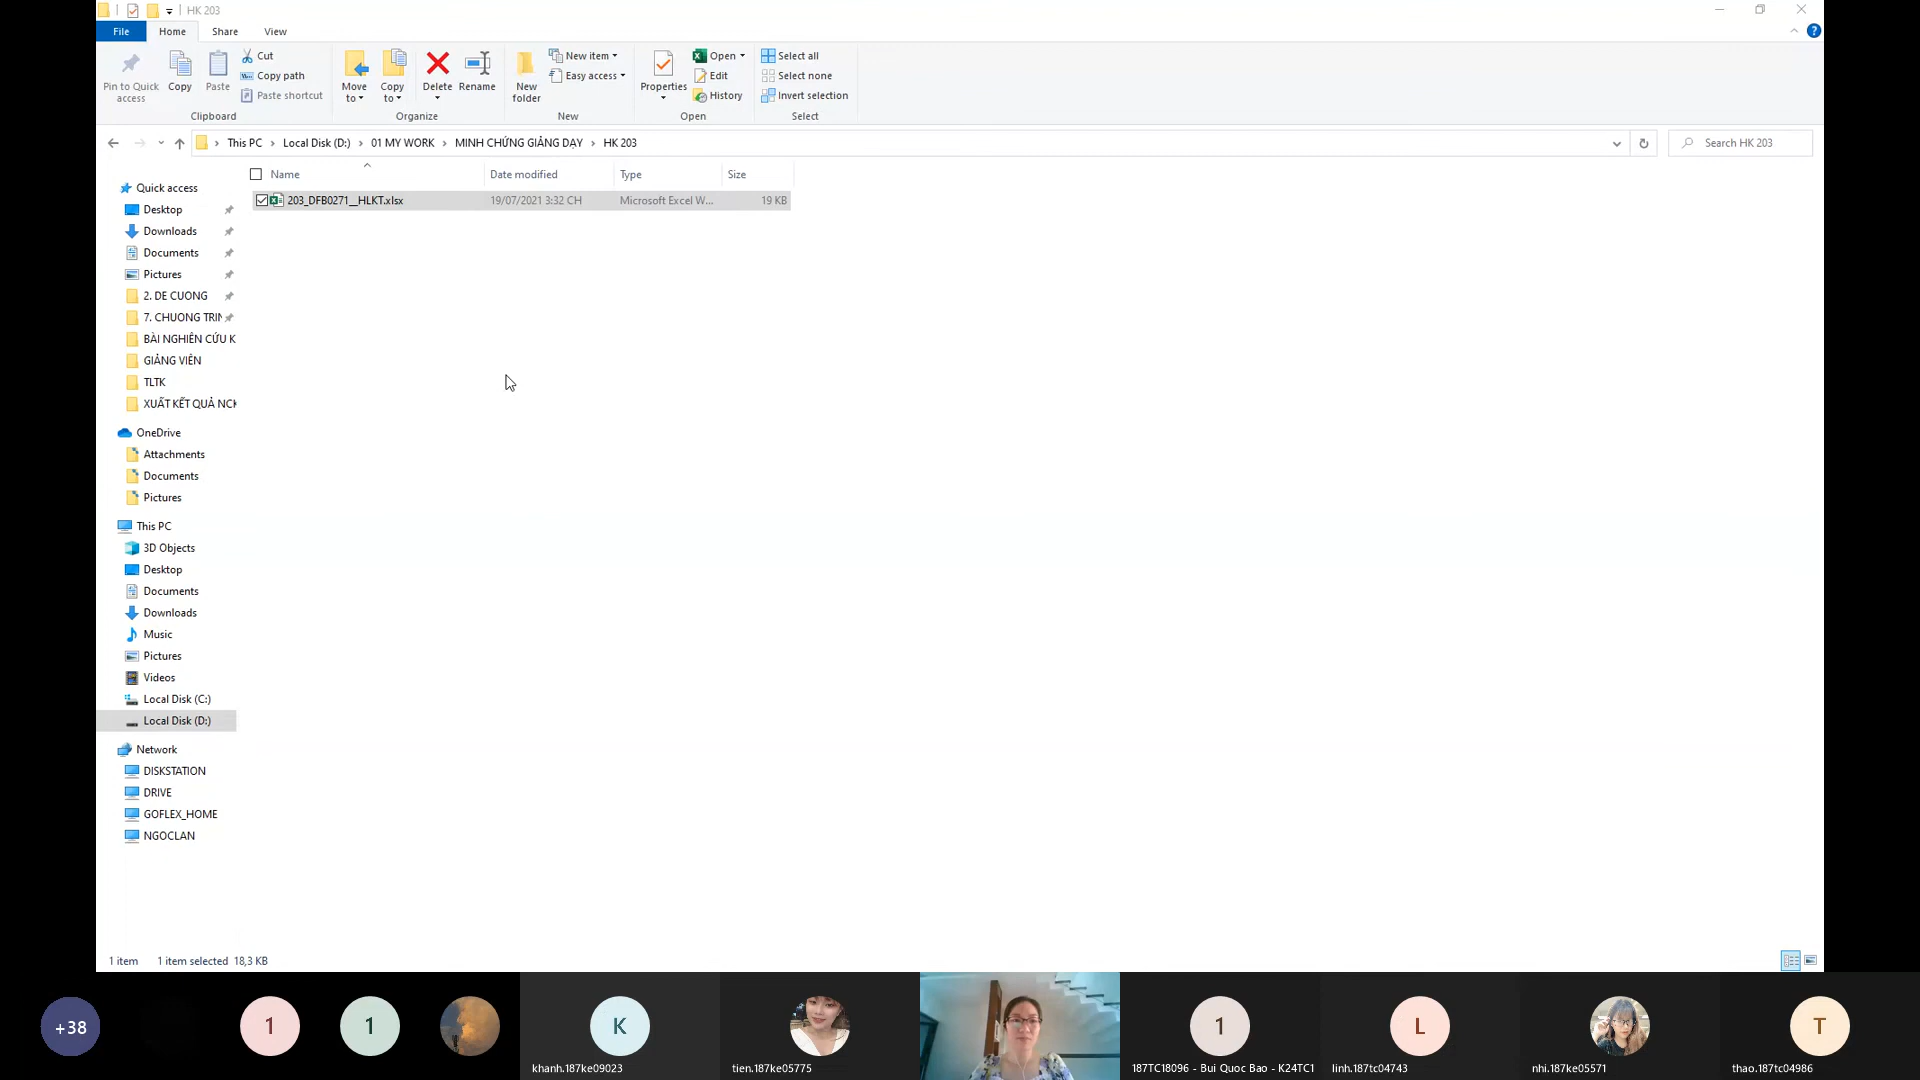 HK 203
File Home Share View
Pin to Quick access
Copy
Paste
Cut
Copy path
Paste shortcut
Clipboard
Move to
Copy to
Delete
Rename
Organize
New folder
New item
Easy access
New
Properties
Open
Edit
History
Open
Select all
Select none
Invert selection
Select
This PC › Local Disk (D:) › 01 MY WORK › MINH CHỨNG GIẢNG DẠY › HK 203
Search HK 203
Name Date modified Type Size
203_DFB0271__HLKT.xlsx 19/07/2021 3:32 CH Microsoft Excel W... 19 KB
Quick access
Desktop
Downloads
Documents
Pictures
2. DE CUONG
7. CHUONG TRIN
BÀI NGHIÊN CỨU K
GIẢNG VIÊN
TLTK
XUẤT KẾT QUẢ NCK
OneDrive
Attachments
Documents
Pictures
This PC
3D Objects
Desktop
Documents
Downloads
Music
Pictures
Videos
Local Disk (C:)
Local Disk (D:)
Network
DISKSTATION
DRIVE
GOFLEX_HOME
NGOCLAN
1 item 1 item selected 18,3 KB
+38 1 1 K 1 L T
khanh.187ke09023 tien.187ke05775 187TC18096 - Bui Quoc Bao - K24TC1 linh.187tc04743 nhi.187ke05571 thao.187tc04986